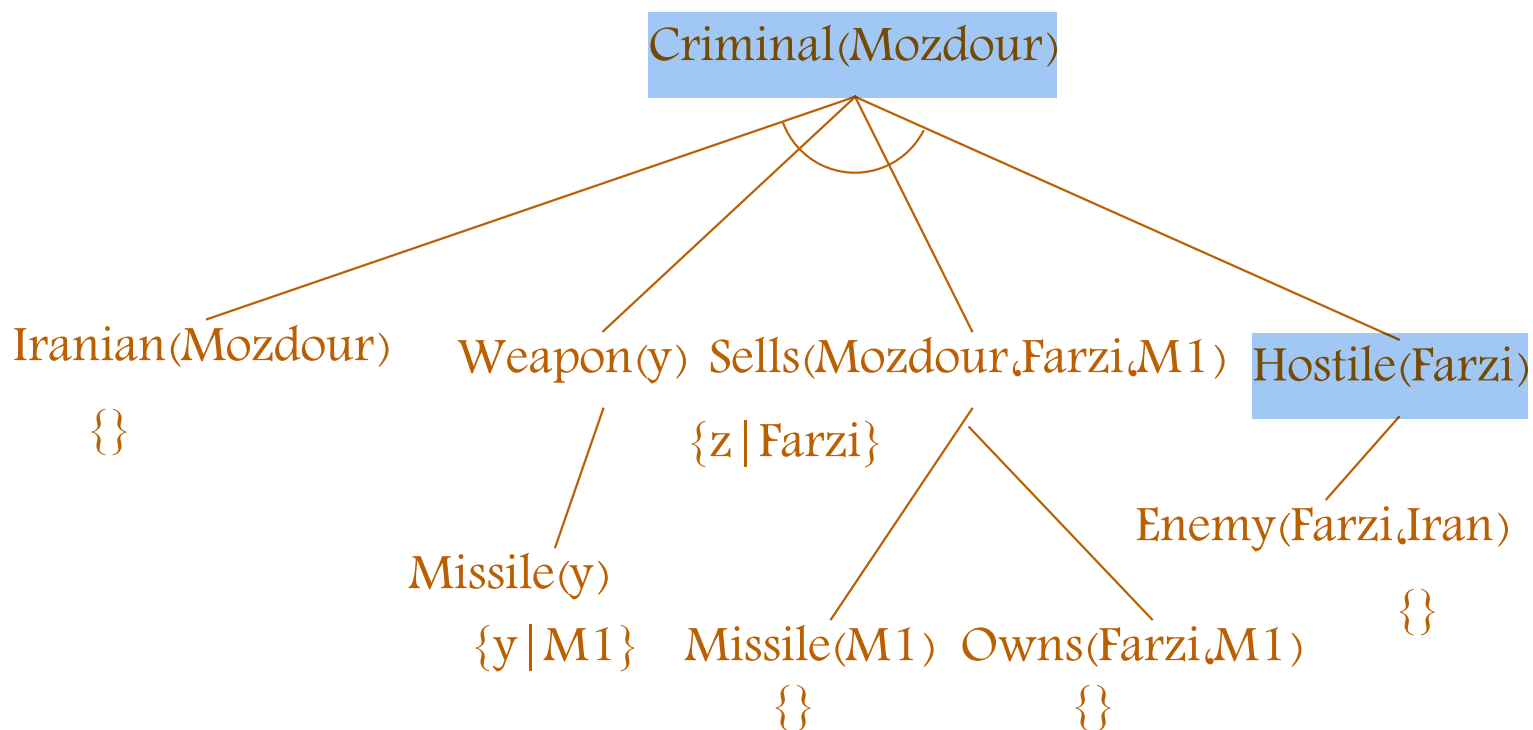 Criminal(Mozdour)
Iranian(Mozdour)
Weapon(y)
Sells(Mozdour,Farzi,M1)
Hostile(Farzi)
{}
{z|Farzi}
Enemy(Farzi,Iran)
Missile(y)
{}
{y|M1}
Missile(M1)
Owns(Farzi,M1)
{}
{}